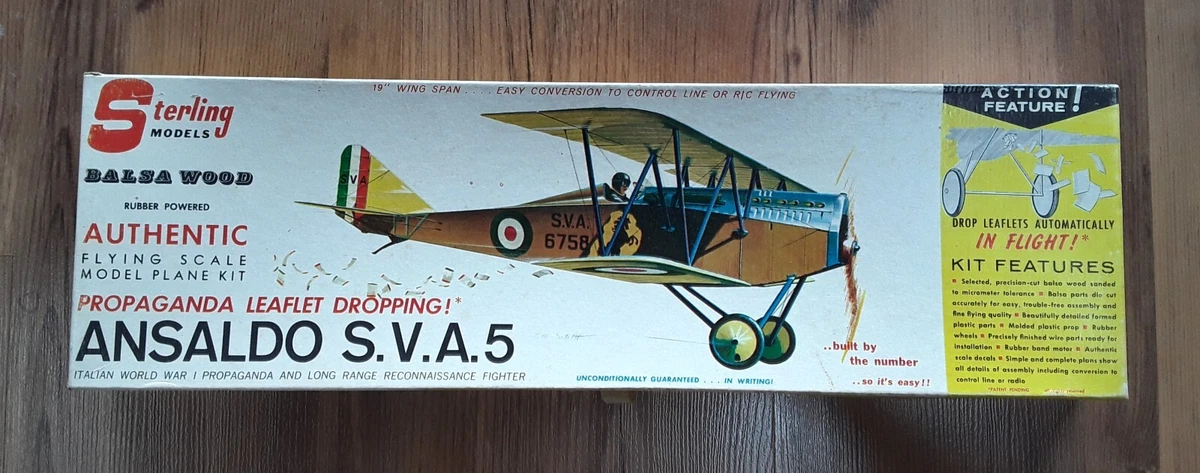 Sterling
MODELS
BALSA WOOD
RUBBER POWERED
AUTHENTIC
FLYING SCALE
MODEL PLANE KIT
PROPAGANDA LEAFLET DROPPING!*
ANSALDO S.V.A.5
ITALIAN WORLD WAR I PROPAGANDA AND LONG RANGE RECONNAISSANCE FIGHTER
19" WING SPAN .... EASY CONVERSION TO CONTROL LINE OR R/C FLYING
SVA
S.V.A.
6758
..built by
the number
..so it's easy!!
UNCONDITIONALLY GUARANTEED ... IN WRITING!
ACTION
FEATURE!
DROP LEAFLETS AUTOMATICALLY
IN FLIGHT!*
KIT FEATURES
Selected, precision-cut balsa wood sanded
to micrometer tolerance Balsa parts die cut
accurately for easy, trouble-free assembly and
fine flying quality Beautifully detailed formed
plastic parts Molded plastic prop Rubber
wheels Precisely finished wire parts ready for
installation Rubber band motor Authentic
scale decals Simple and complete plans show
all details of assembly including conversion to
control line or radio
*PATENT PENDING